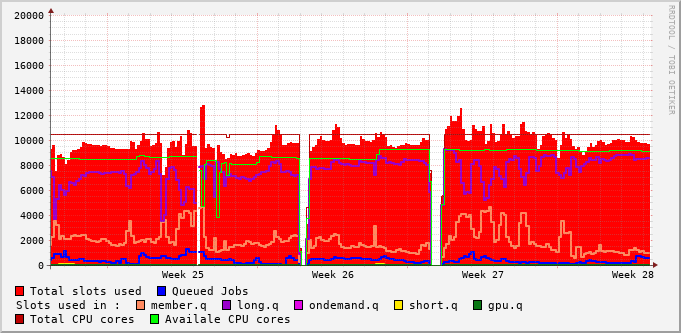 20000
18000
16000
14000
12000
10000
8000
6000
4000
2000
0
Week 25 Week 26 Week 27 Week 28
Total slots used Queued Jobs
Slots used in : member.q long.q ondemand.q short.q gpu.q
Total CPU cores Availale CPU cores
RRDTOOL / TOBI OETIKER